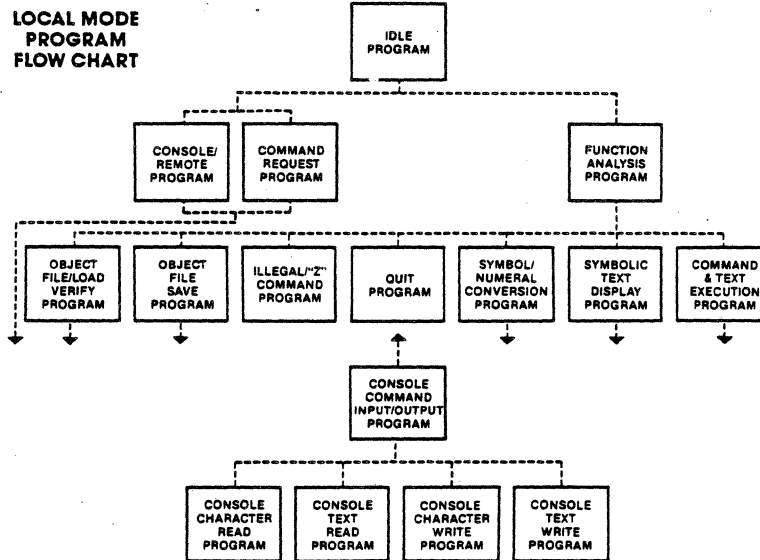 LOCAL MODE
PROGRAM
FLOW CHART
IDLE
PROGRAM
CONSOLE/
REMOTE
PROGRAM
COMMAND
REQUEST
PROGRAM
FUNCTION
ANALYSIS
PROGRAM
OBJECT
FILE/LOAD
VERIFY
PROGRAM
OBJECT
FILE
SAVE
PROGRAM
ILLEGAL/"Z"
COMMAND
PROGRAM
QUIT
PROGRAM
SYMBOL/
NUMERAL
CONVERSION
PROGRAM
SYMBOLIC
TEXT
DISPLAY
PROGRAM
COMMAND
& TEXT
EXECUTION
PROGRAM
CONSOLE
COMMAND
INPUT/OUTPUT
PROGRAM
CONSOLE
CHARACTER
READ
PROGRAM
CONSOLE
TEXT
READ
PROGRAM
CONSOLE
CHARACTER
WRITE
PROGRAM
CONSOLE
TEXT
WRITE
PROGRAM